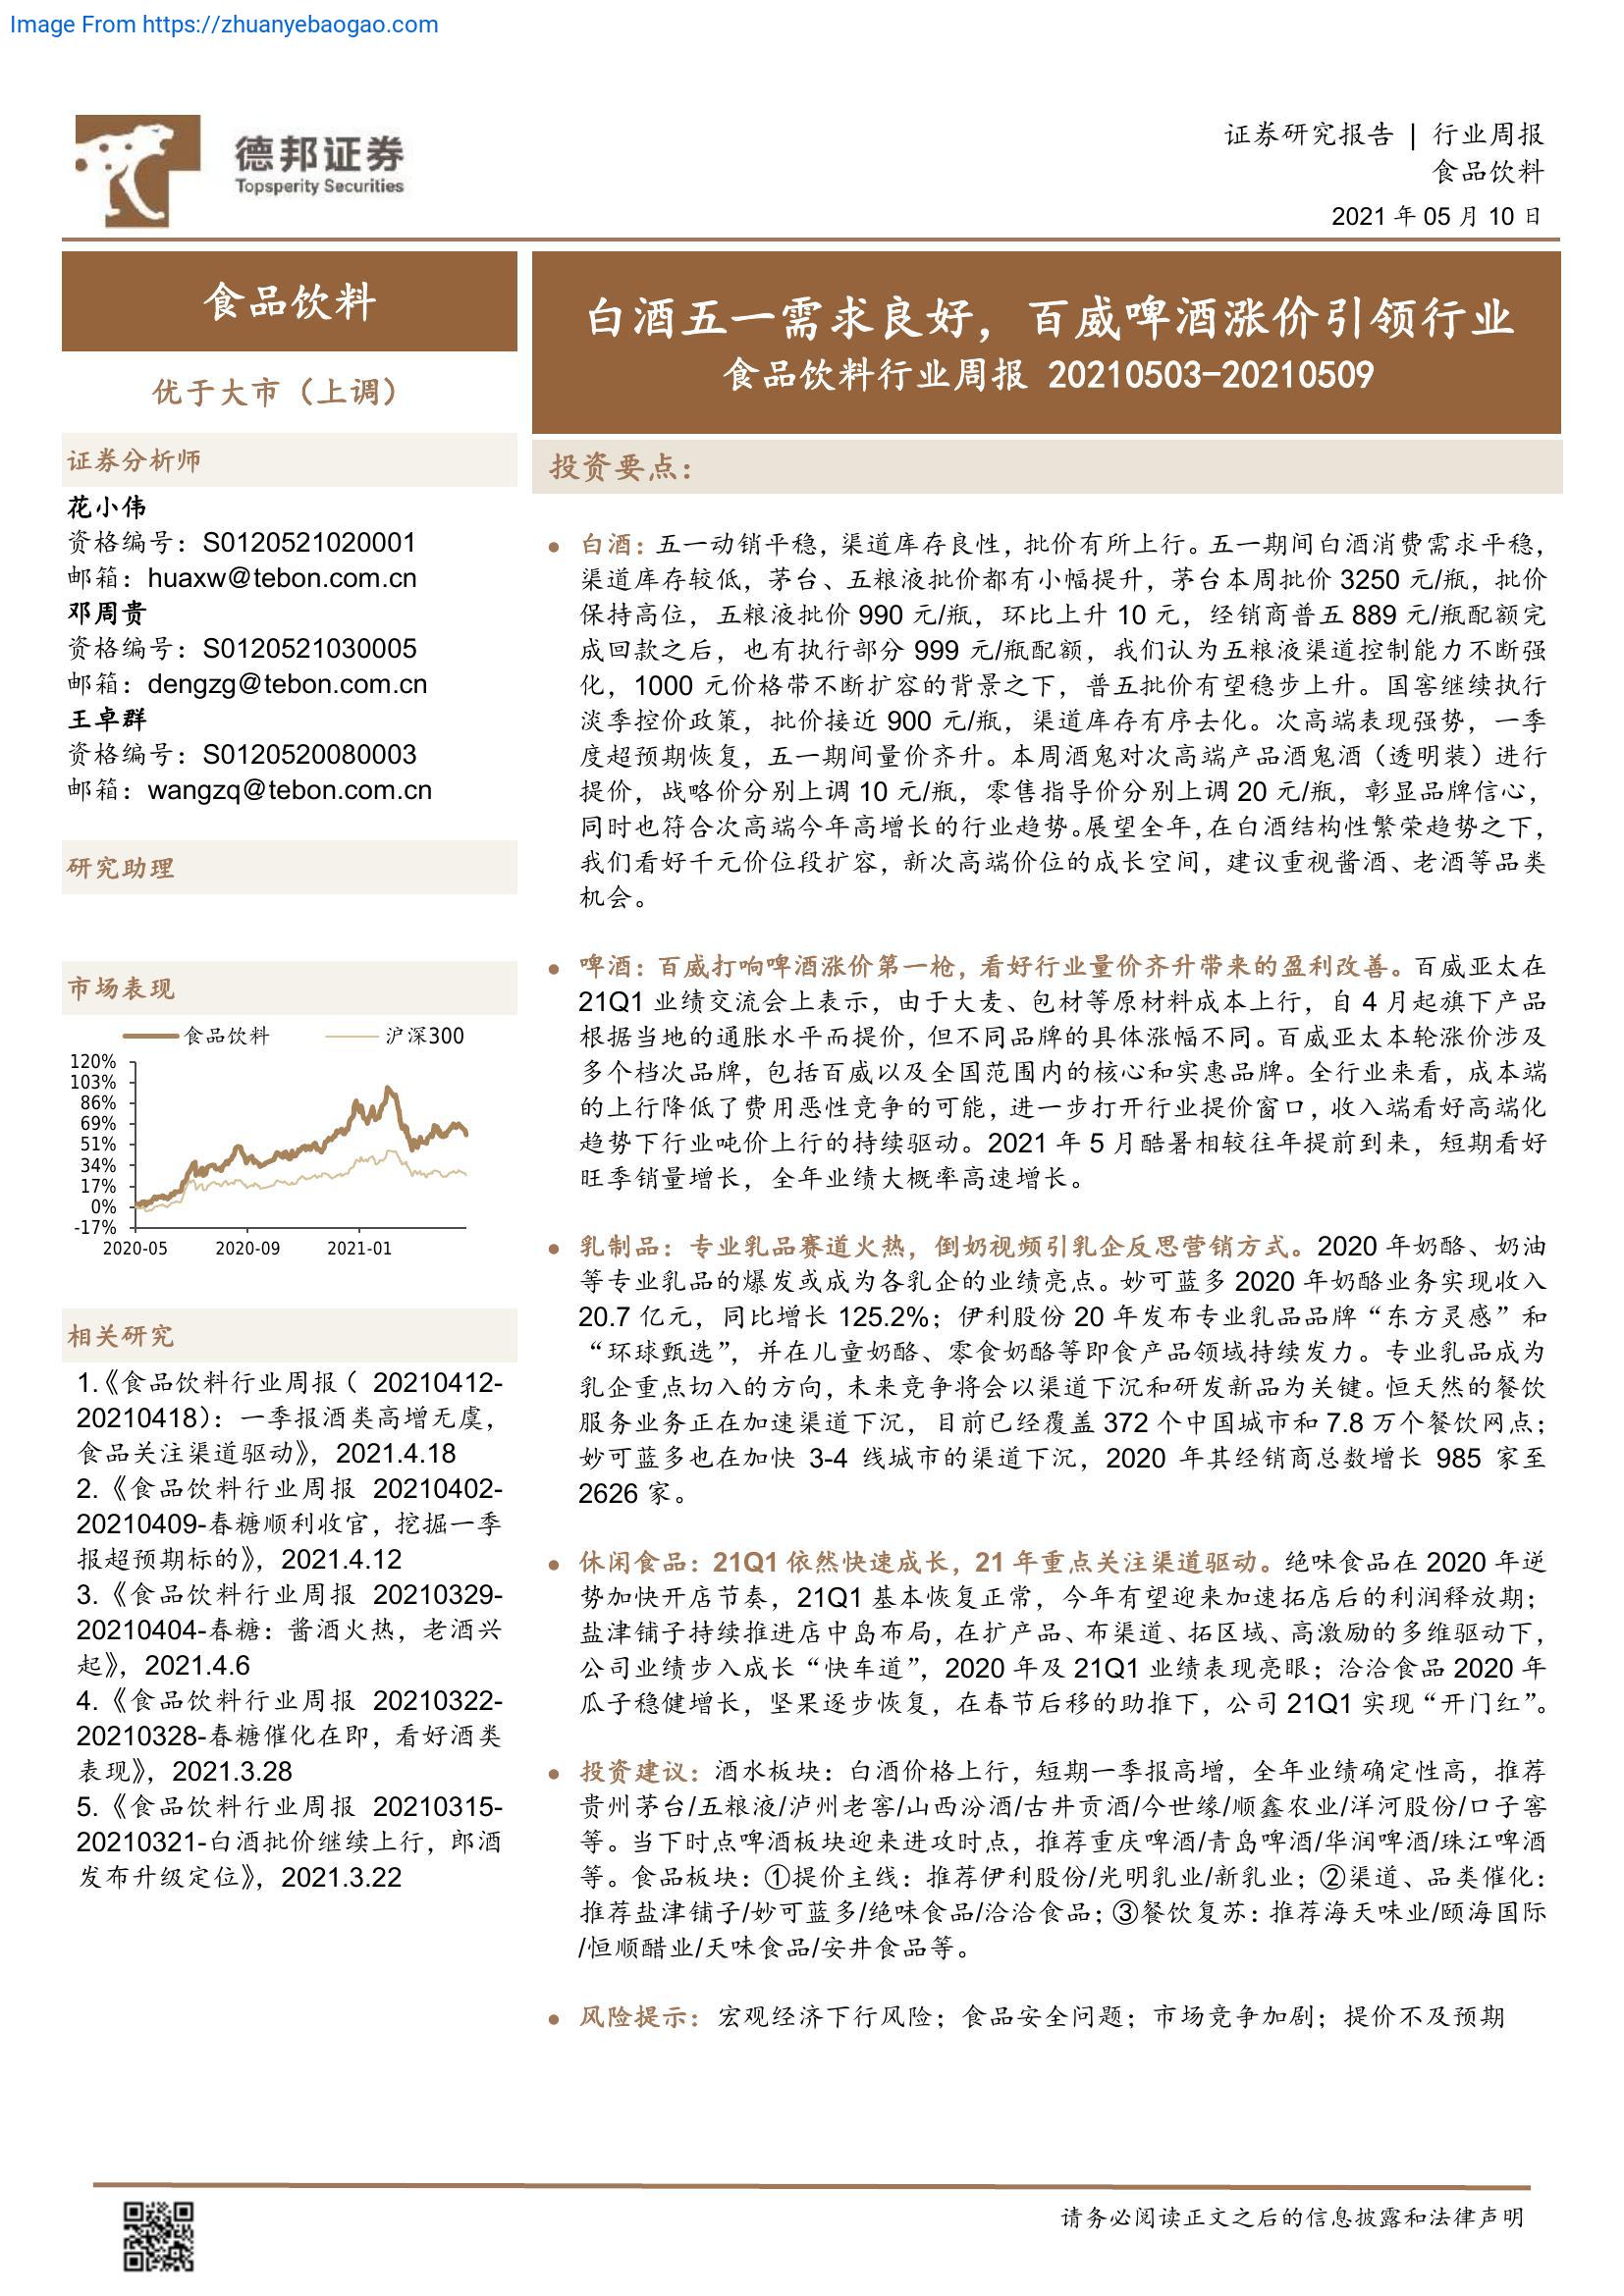 Image From https://zhuanyebaogao.com
德邦证券
Topsperity Securities
证券研究报告 | 行业周报
食品饮料
2021 年 05 月 10 日
食品饮料
优于大市（上调）
证券分析师
花小伟
资格编号：S0120521020001
邮箱：huaxw@tebon.com.cn
邓周贵
资格编号：S0120521030005
邮箱：dengzg@tebon.com.cn
王卓群
资格编号：S0120520080003
邮箱：wangzq@tebon.com.cn
研究助理
市场表现
食品饮料 沪深300
120%
103%
86%
69%
51%
34%
17%
0%
-17%
2020-05 2020-09 2021-01
相关研究
1.《食品饮料行业周报（ 20210412-
20210418）：一季报酒类高增无虞，
食品关注渠道驱动》，2021.4.18
2.《食品饮料行业周报 20210402-
20210409-春糖顺利收官，挖掘一季
报超预期标的》，2021.4.12
3.《食品饮料行业周报 20210329-
20210404-春糖：酱酒火热，老酒兴
起》，2021.4.6
4.《食品饮料行业周报 20210322-
20210328-春糖催化在即，看好酒类
表现》，2021.3.28
5.《食品饮料行业周报 20210315-
20210321-白酒批价继续上行，郎酒
发布升级定位》，2021.3.22
白酒五一需求良好，百威啤酒涨价引领行业
食品饮料行业周报 20210503-20210509
投资要点：
● 白酒：五一动销平稳，渠道库存良性，批价有所上行。五一期间白酒消费需求平稳，
渠道库存较低，茅台、五粮液批价都有小幅提升，茅台本周批价 3250 元/瓶，批价
保持高位，五粮液批价 990 元/瓶，环比上升 10 元，经销商普五 889 元/瓶配额完
成回款之后，也有执行部分 999 元/瓶配额，我们认为五粮液渠道控制能力不断强
化，1000 元价格带不断扩容的背景之下，普五批价有望稳步上升。国窖继续执行
淡季控价政策，批价接近 900 元/瓶，渠道库存有序去化。次高端表现强势，一季
度超预期恢复，五一期间量价齐升。本周酒鬼对次高端产品酒鬼酒（透明装）进行
提价，战略价分别上调 10 元/瓶，零售指导价分别上调 20 元/瓶，彰显品牌信心，
同时也符合次高端今年高增长的行业趋势。展望全年，在白酒结构性繁荣趋势之下，
我们看好千元价位段扩容，新次高端价位的成长空间，建议重视酱酒、老酒等品类
机会。
● 啤酒：百威打响啤酒涨价第一枪，看好行业量价齐升带来的盈利改善。百威亚太在
21Q1 业绩交流会上表示，由于大麦、包材等原材料成本上行，自 4 月起旗下产品
根据当地的通胀水平而提价，但不同品牌的具体涨幅不同。百威亚太本轮涨价涉及
多个档次品牌，包括百威以及全国范围内的核心和实惠品牌。全行业来看，成本端
的上行降低了费用恶性竞争的可能，进一步打开行业提价窗口，收入端看好高端化
趋势下行业吨价上行的持续驱动。2021 年 5 月酷暑相较往年提前到来，短期看好
旺季销量增长，全年业绩大概率高速增长。
● 乳制品：专业乳品赛道火热，倒奶视频引乳企反思营销方式。2020 年奶酪、奶油
等专业乳品的爆发或成为各乳企的业绩亮点。妙可蓝多 2020 年奶酪业务实现收入
20.7 亿元，同比增长 125.2%；伊利股份 20 年发布专业乳品品牌“东方灵感”和
“环球甄选”，并在儿童奶酪、零食奶酪等即食产品领域持续发力。专业乳品成为
乳企重点切入的方向，未来竞争将会以渠道下沉和研发新品为关键。恒天然的餐饮
服务业务正在加速渠道下沉，目前已经覆盖 372 个中国城市和 7.8 万个餐饮网点；
妙可蓝多也在加快 3-4 线城市的渠道下沉，2020 年其经销商总数增长 985 家至
2626 家。
● 休闲食品：21Q1 依然快速成长，21 年重点关注渠道驱动。绝味食品在 2020 年逆
势加快开店节奏，21Q1 基本恢复正常，今年有望迎来加速拓店后的利润释放期；
盐津铺子持续推进店中岛布局，在扩产品、布渠道、拓区域、高激励的多维驱动下，
公司业绩步入成长“快车道”，2020 年及 21Q1 业绩表现亮眼；洽洽食品 2020 年
瓜子稳健增长，坚果逐步恢复，在春节后移的助推下，公司 21Q1 实现“开门红”。
● 投资建议：酒水板块：白酒价格上行，短期一季报高增，全年业绩确定性高，推荐
贵州茅台/五粮液/泸州老窖/山西汾酒/古井贡酒/今世缘/顺鑫农业/洋河股份/口子窖
等。当下时点啤酒板块迎来进攻时点，推荐重庆啤酒/青岛啤酒/华润啤酒/珠江啤酒
等。食品板块：①提价主线：推荐伊利股份/光明乳业/新乳业；②渠道、品类催化：
推荐盐津铺子/妙可蓝多/绝味食品/洽洽食品；③餐饮复苏：推荐海天味业/颐海国际
/恒顺醋业/天味食品/安井食品等。
● 风险提示：宏观经济下行风险；食品安全问题；市场竞争加剧；提价不及预期
请务必阅读正文之后的信息披露和法律声明